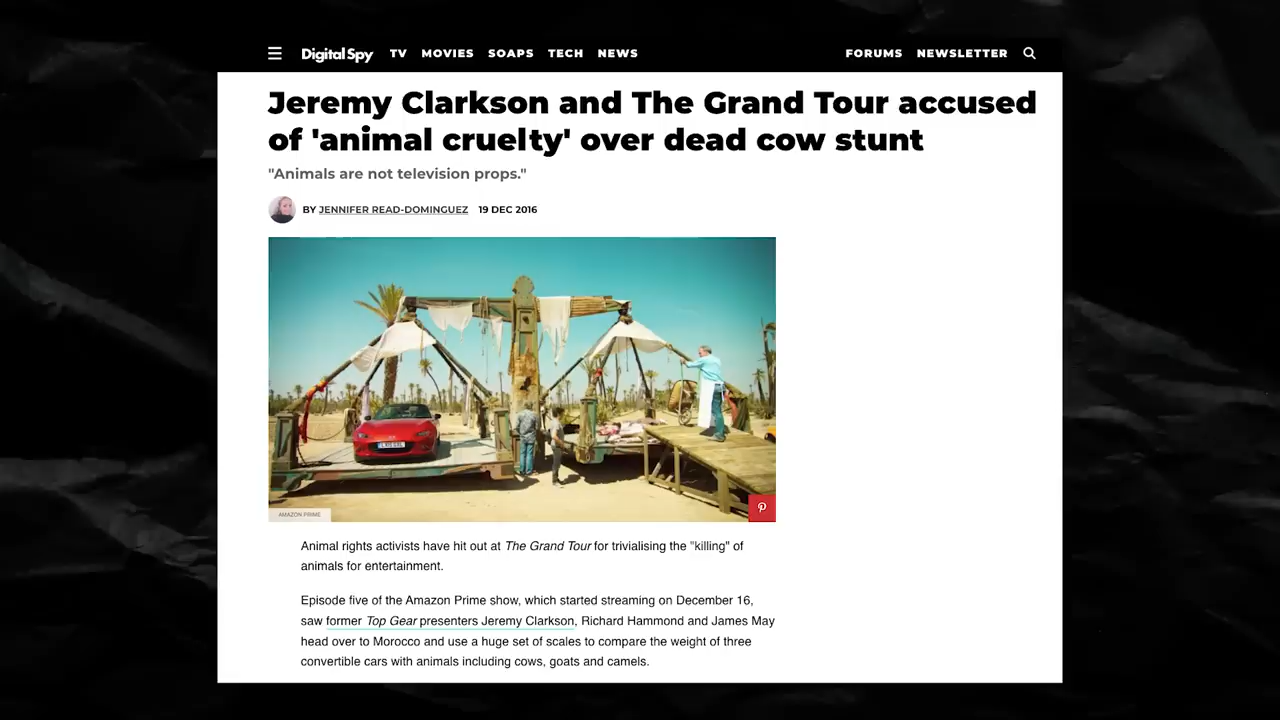 Digital Spy TV MOVIES SOAPS TECH NEWS FORUMS NEWSLETTER
Jeremy Clarkson and The Grand Tour accused
of 'animal cruelty' over dead cow stunt
"Animals are not television props."
BY JENNIFER READ-DOMINGUEZ 19 DEC 2016
AMAZON PRIME
Animal rights activists have hit out at The Grand Tour for trivialising the "killing" of
animals for entertainment.
Episode five of the Amazon Prime show, which started streaming on December 16,
saw former Top Gear presenters Jeremy Clarkson, Richard Hammond and James May
head over to Morocco and use a huge set of scales to compare the weight of three
convertible cars with animals including cows, goats and camels.